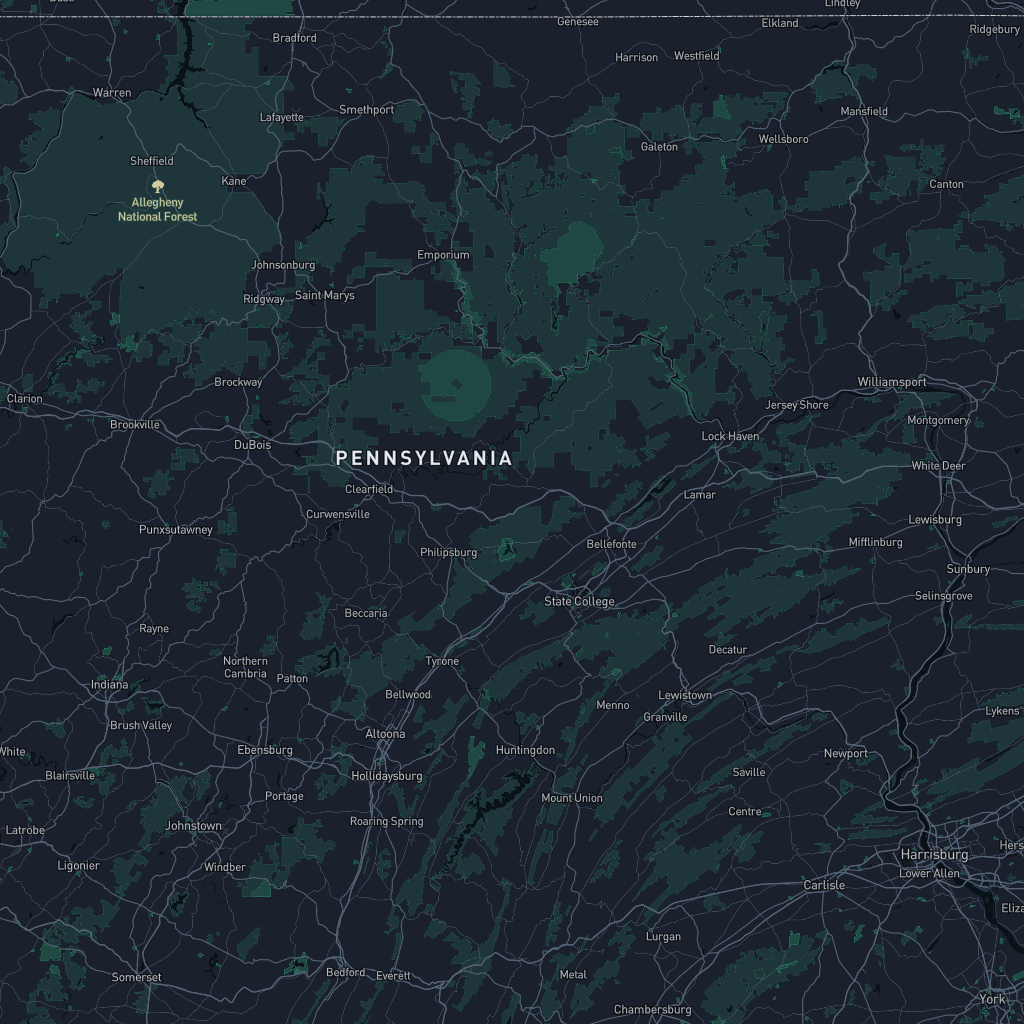 Lindley
Genesee
Elkland
Ridgebury
Bradford
Harrison
Westfield
Warren
Lafayette
Smethport
Mansfield
Wellsboro
Galeton
Sheffield
Kane
Canton
Allegheny
National Forest
Emporium
Johnsonburg
Ridgway
Saint Marys
Brockway
Williamsport
Clarion
Jersey Shore
Brookville
Montgomery
DuBois
Lock Haven
PENNSYLVANIA
White Deer
Clearfield
Lamar
Curwensville
Lewisburg
Punxsutawney
Bellefonte
Mifflinburg
Philipsburg
Sunbury
State College
Selinsgrove
Beccaria
Rayne
Decatur
Northern
Cambria
Tyrone
Patton
Indiana
Bellwood
Lewistown
Menno
Granville
Lykens
Brush Valley
Altoona
White
Ebensburg
Huntingdon
Newport
Blairsville
Hollidaysburg
Saville
Portage
Mount Union
Centre
Roaring Spring
Latrobe
Johnstown
Harrisburg
Hers
Ligonier
Windber
Lower Allen
Carlisle
Eliza
Lurgan
Somerset
Bedford
Everett
Metal
York
Chambersburg